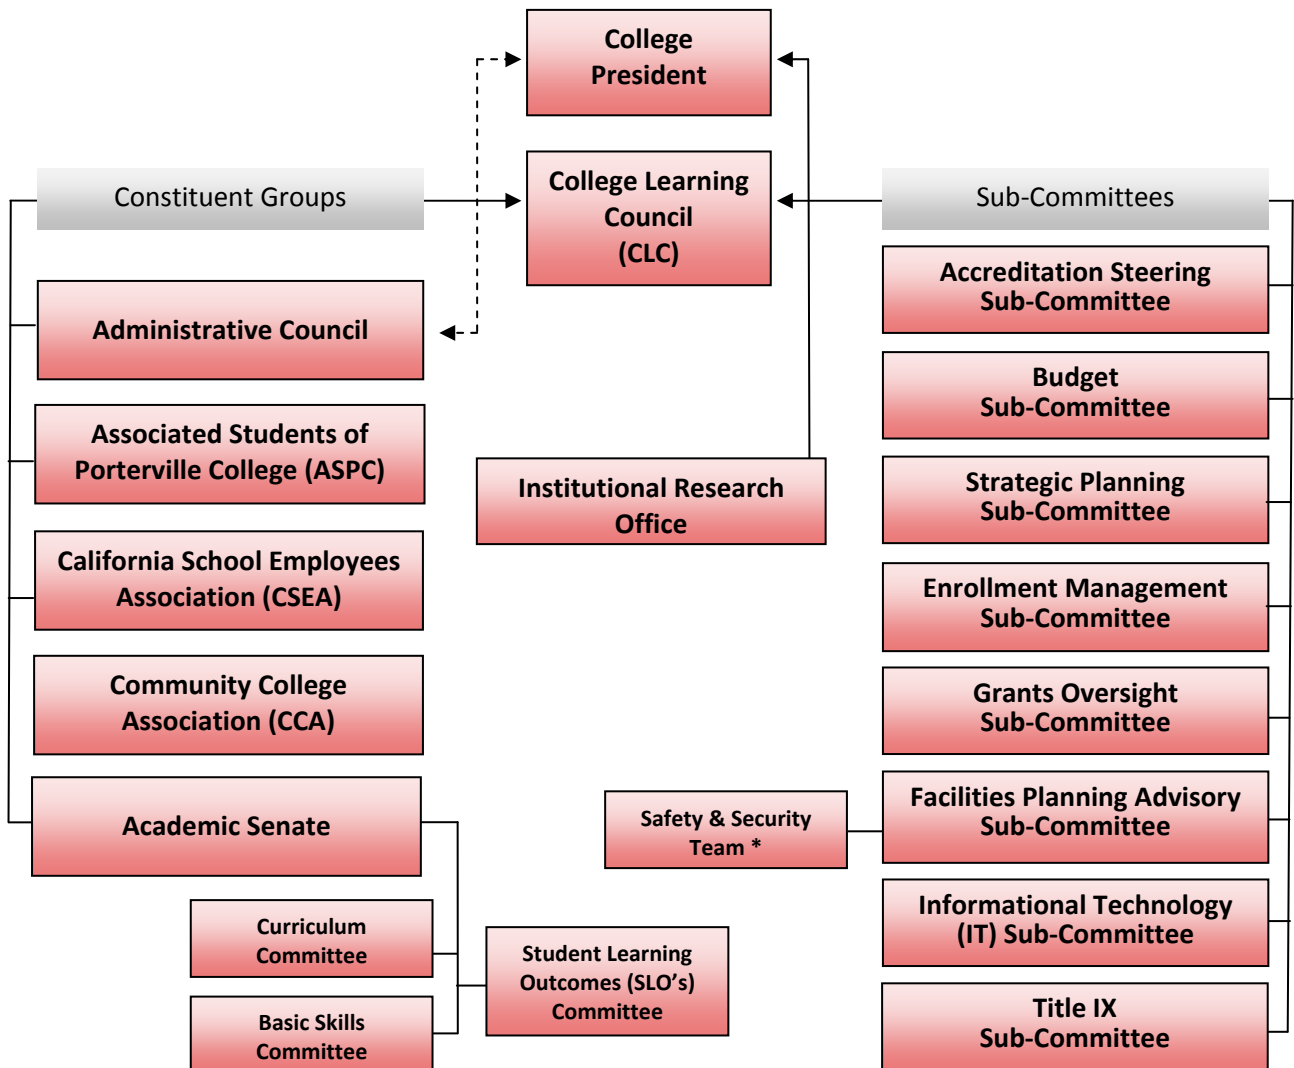 College
President
College Learning
Council
(CLC)
Constituent Groups
Sub-Committees
Administrative Council
Associated Students of
Porterville College (ASPC)
California School Employees
Association (CSEA)
Community College
Association (CCA)
Academic Senate
Curriculum
Committee
Basic Skills
Committee
Student Learning
Outcomes (SLO’s)
Committee
Institutional Research
Office
Safety & Security
Team *
Accreditation Steering
Sub-Committee
Budget
Sub-Committee
Strategic Planning
Sub-Committee
Enrollment Management
Sub-Committee
Grants Oversight
Sub-Committee
Facilities Planning Advisory
Sub-Committee
Informational Technology
(IT) Sub-Committee
Title IX
Sub-Committee